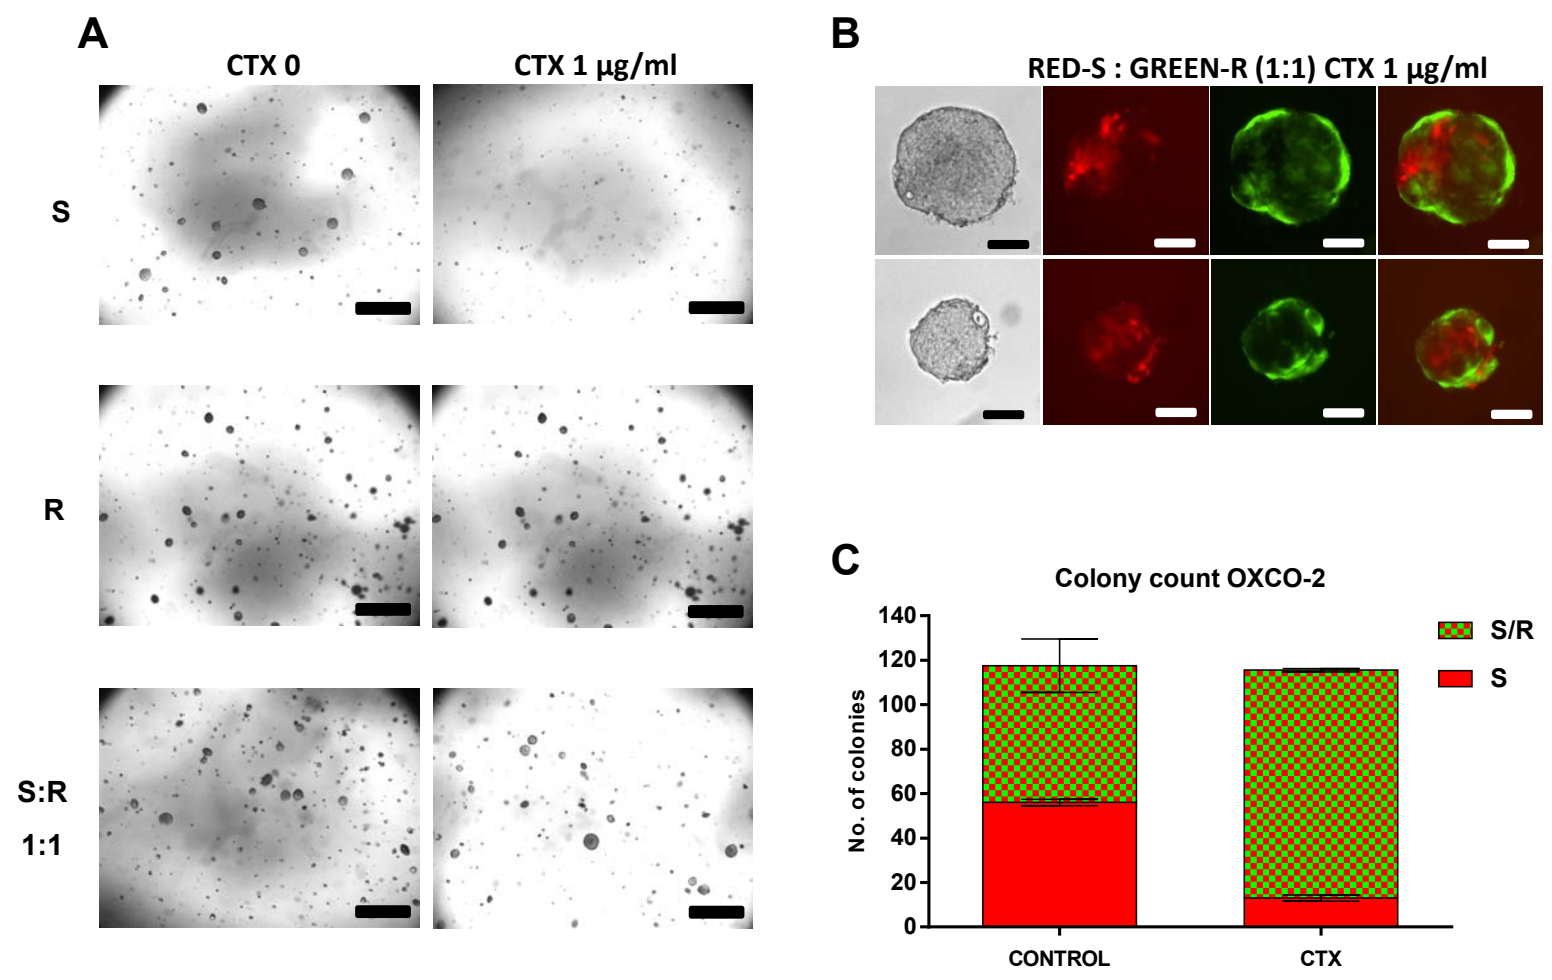 A
CTX 0
CTX 1 µg/ml
S
R
S:R
1:1
B
RED-S : GREEN-R (1:1) CTX 1 µg/ml
C
Colony count OXCO-2
No. of colonies
140
120
100
80
60
40
20
0
CONTROL
CTX
S/R
S